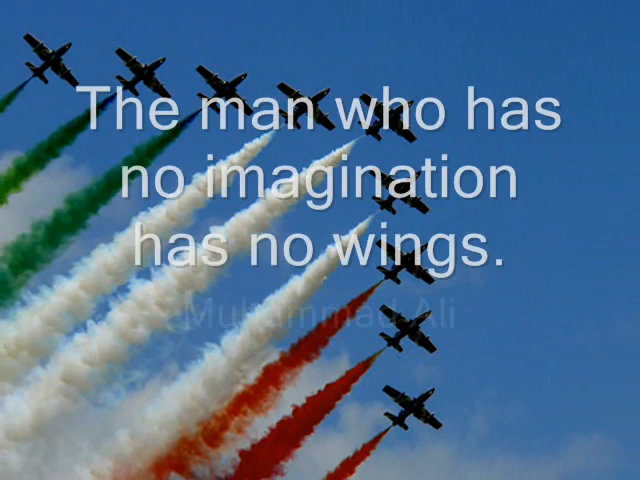 The man who has
no imagination
has no wings.
Muhammad Ali